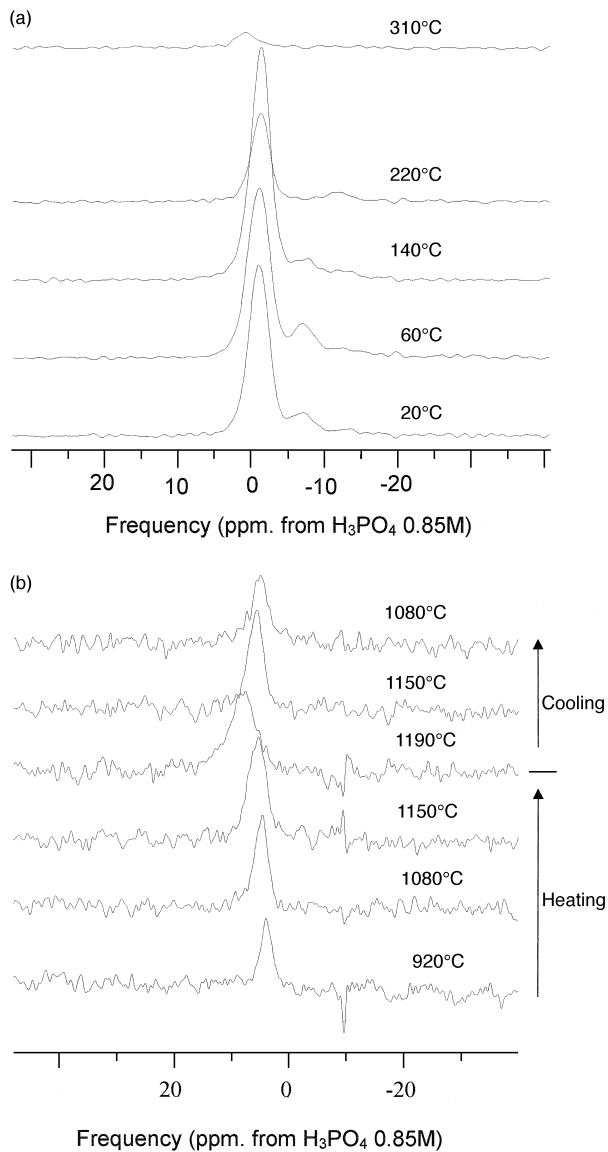 (a)
310°C
220°C
140°C
60°C
20°C
20 10 0 -10 -20
Frequency (ppm. from H₃PO₄ 0.85M)
(b)
1080°C
1150°C
Cooling
1190°C
1150°C
1080°C
Heating
920°C
20 0 -20
Frequency (ppm. from H₃PO₄ 0.85M)